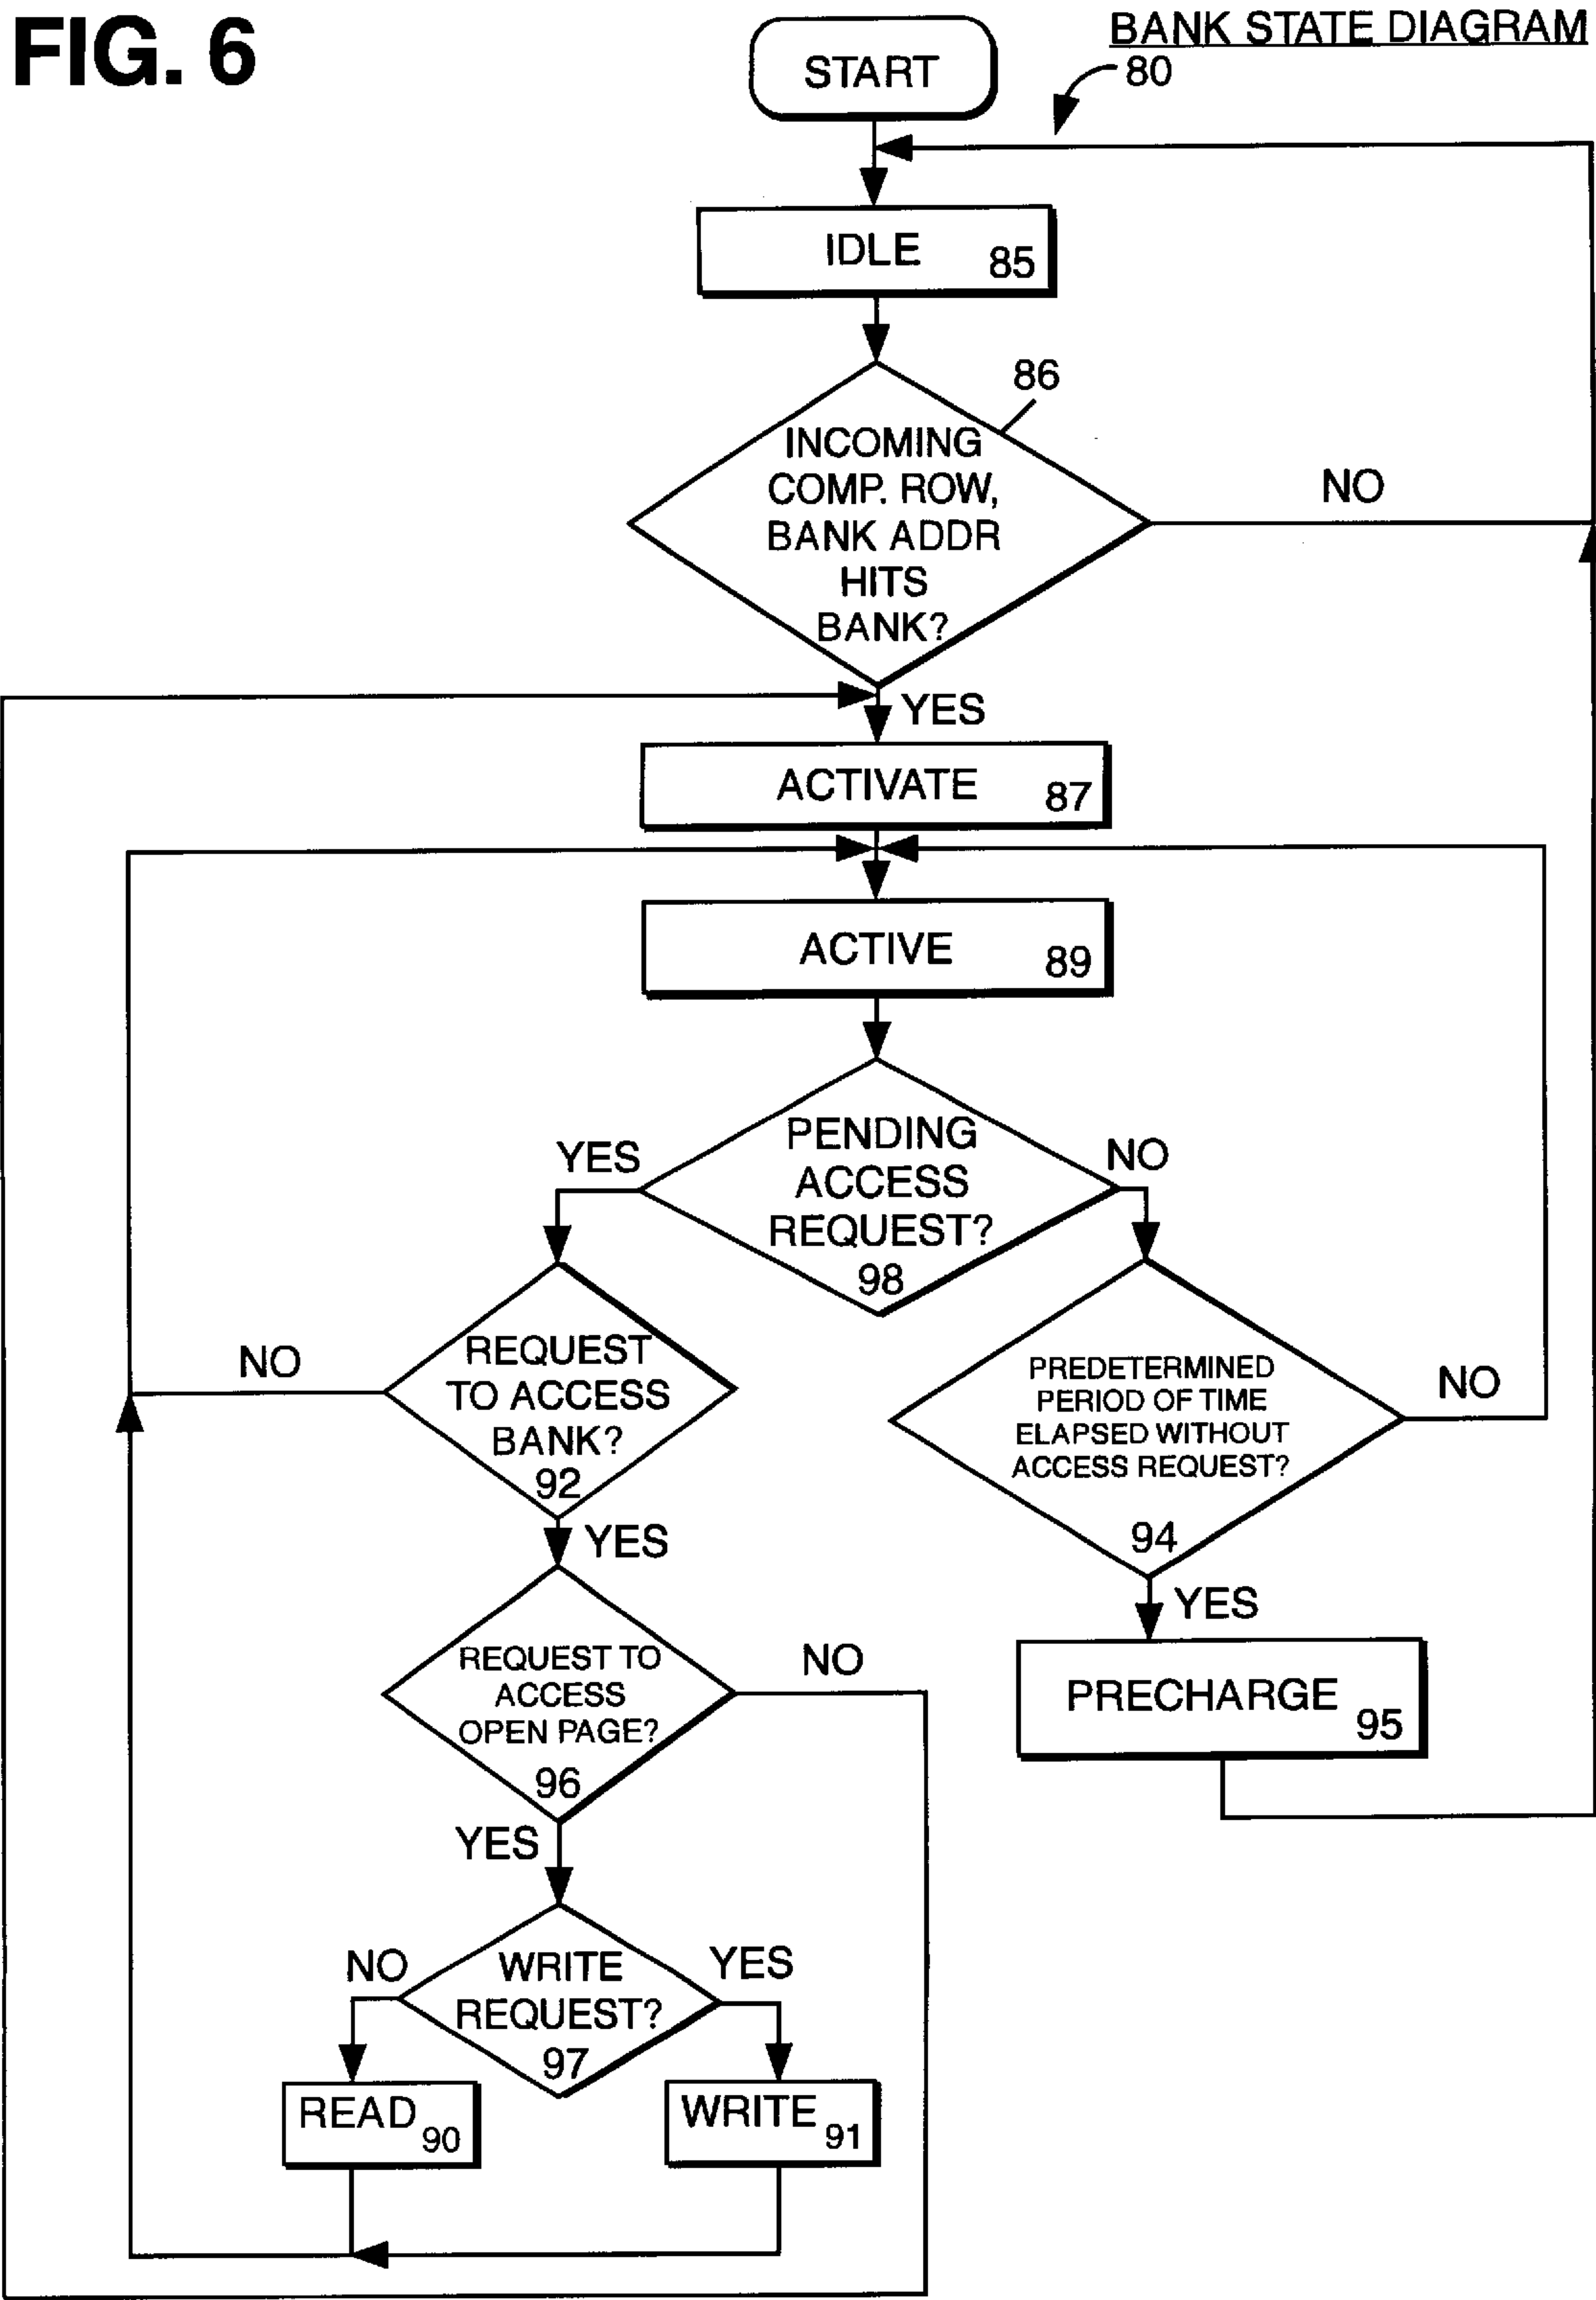 FIG. 6
BANK STATE DIAGRAM
80
START
IDLE
85
86
INCOMING
COMP. ROW,
BANK ADDR
HITS
BANK?
NO
YES
ACTIVATE
87
ACTIVE
89
PENDING
ACCESS
REQUEST?
98
YES
NO
REQUEST
TO ACCESS
BANK?
92
NO
YES
PREDETERMINED
PERIOD OF TIME
ELAPSED WITHOUT
ACCESS REQUEST?
94
NO
YES
PRECHARGE
95
REQUEST TO
ACCESS
OPEN PAGE?
96
NO
YES
WRITE
REQUEST?
97
NO
YES
READ
90
WRITE
91